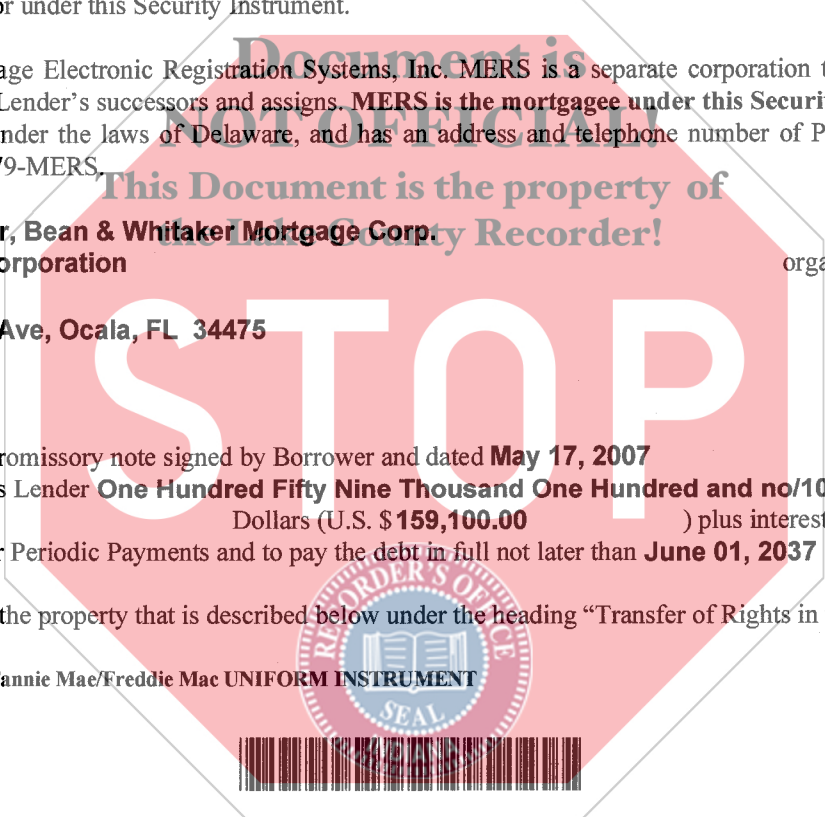 or under this Security Instrument.
Document is
age Electronic Registration Systems, Inc. MERS is a separate corporation t
Lender's successors and assigns. MERS is the mortgagee under this Securi
NOT OFFICIAL!
nder the laws of Delaware, and has an address and telephone number of P
79-MERS.
This Document is the property of
r, Bean & Whitaker Mortgage Corp.
the Lake County Recorder!
orporation orga
Ave, Ocala, FL 34475
STOP
romissory note signed by Borrower and dated May 17, 2007
s Lender One Hundred Fifty Nine Thousand One Hundred and no/10
Dollars (U.S. $159,100.00 ) plus interest
r Periodic Payments and to pay the debt in full not later than June 01, 2037
the property that is described below under the heading “Transfer of Rights in
RECORDER'S OFFICE
annie Mae/Freddie Mac UNIFORM INSTRUMENT
SEAL
INDIANA